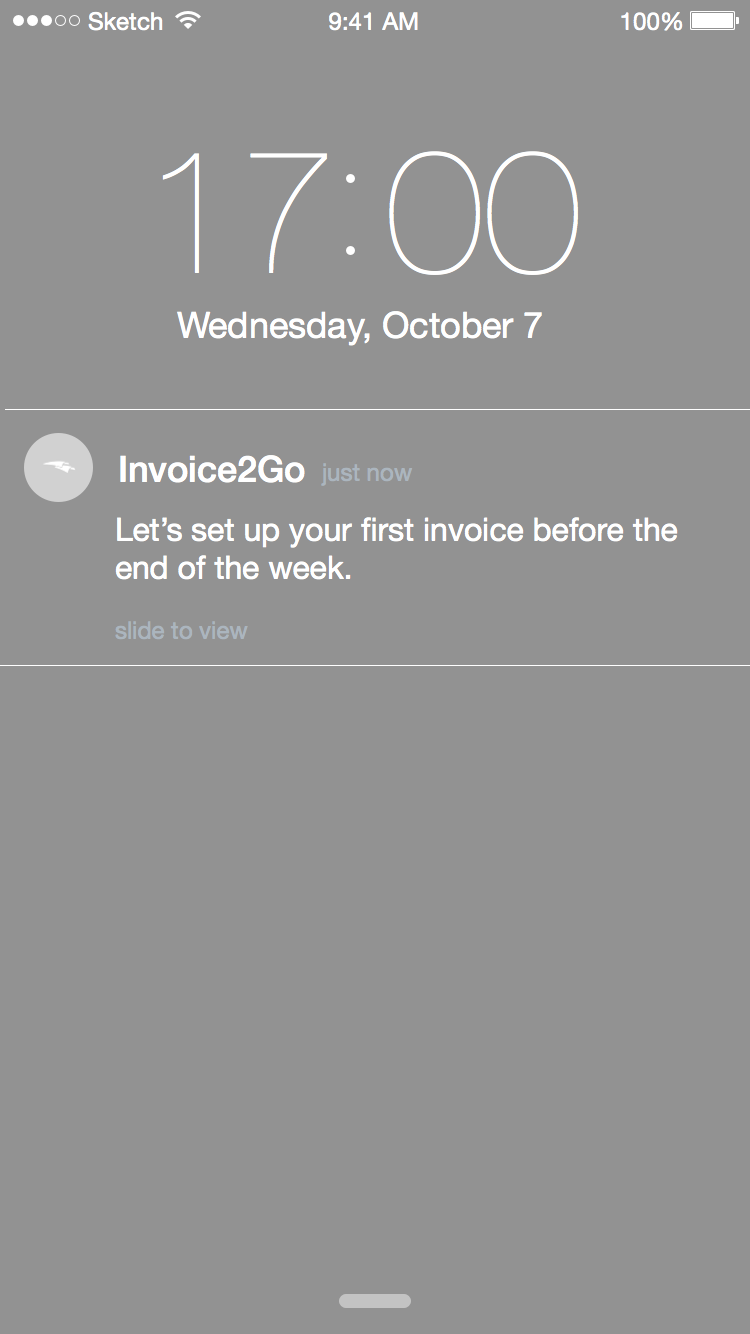 Sketch 9:41 AM 100%
17:00
Wednesday, October 7
Invoice2Go just now
Let’s set up your first invoice before the
end of the week.
slide to view